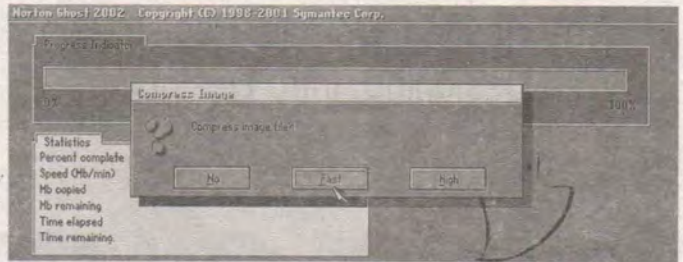 Norton Ghost 2002 Copyright (C) 1998-2001 Symantec Corp.
Progress Indicator
0%
100%
Compress Image
Compress image file?
No
Fast
High
Statistics
Percent complete
Speed (Mb/min)
Mb copied
Mb remaining
Time elapsed
Time remaining